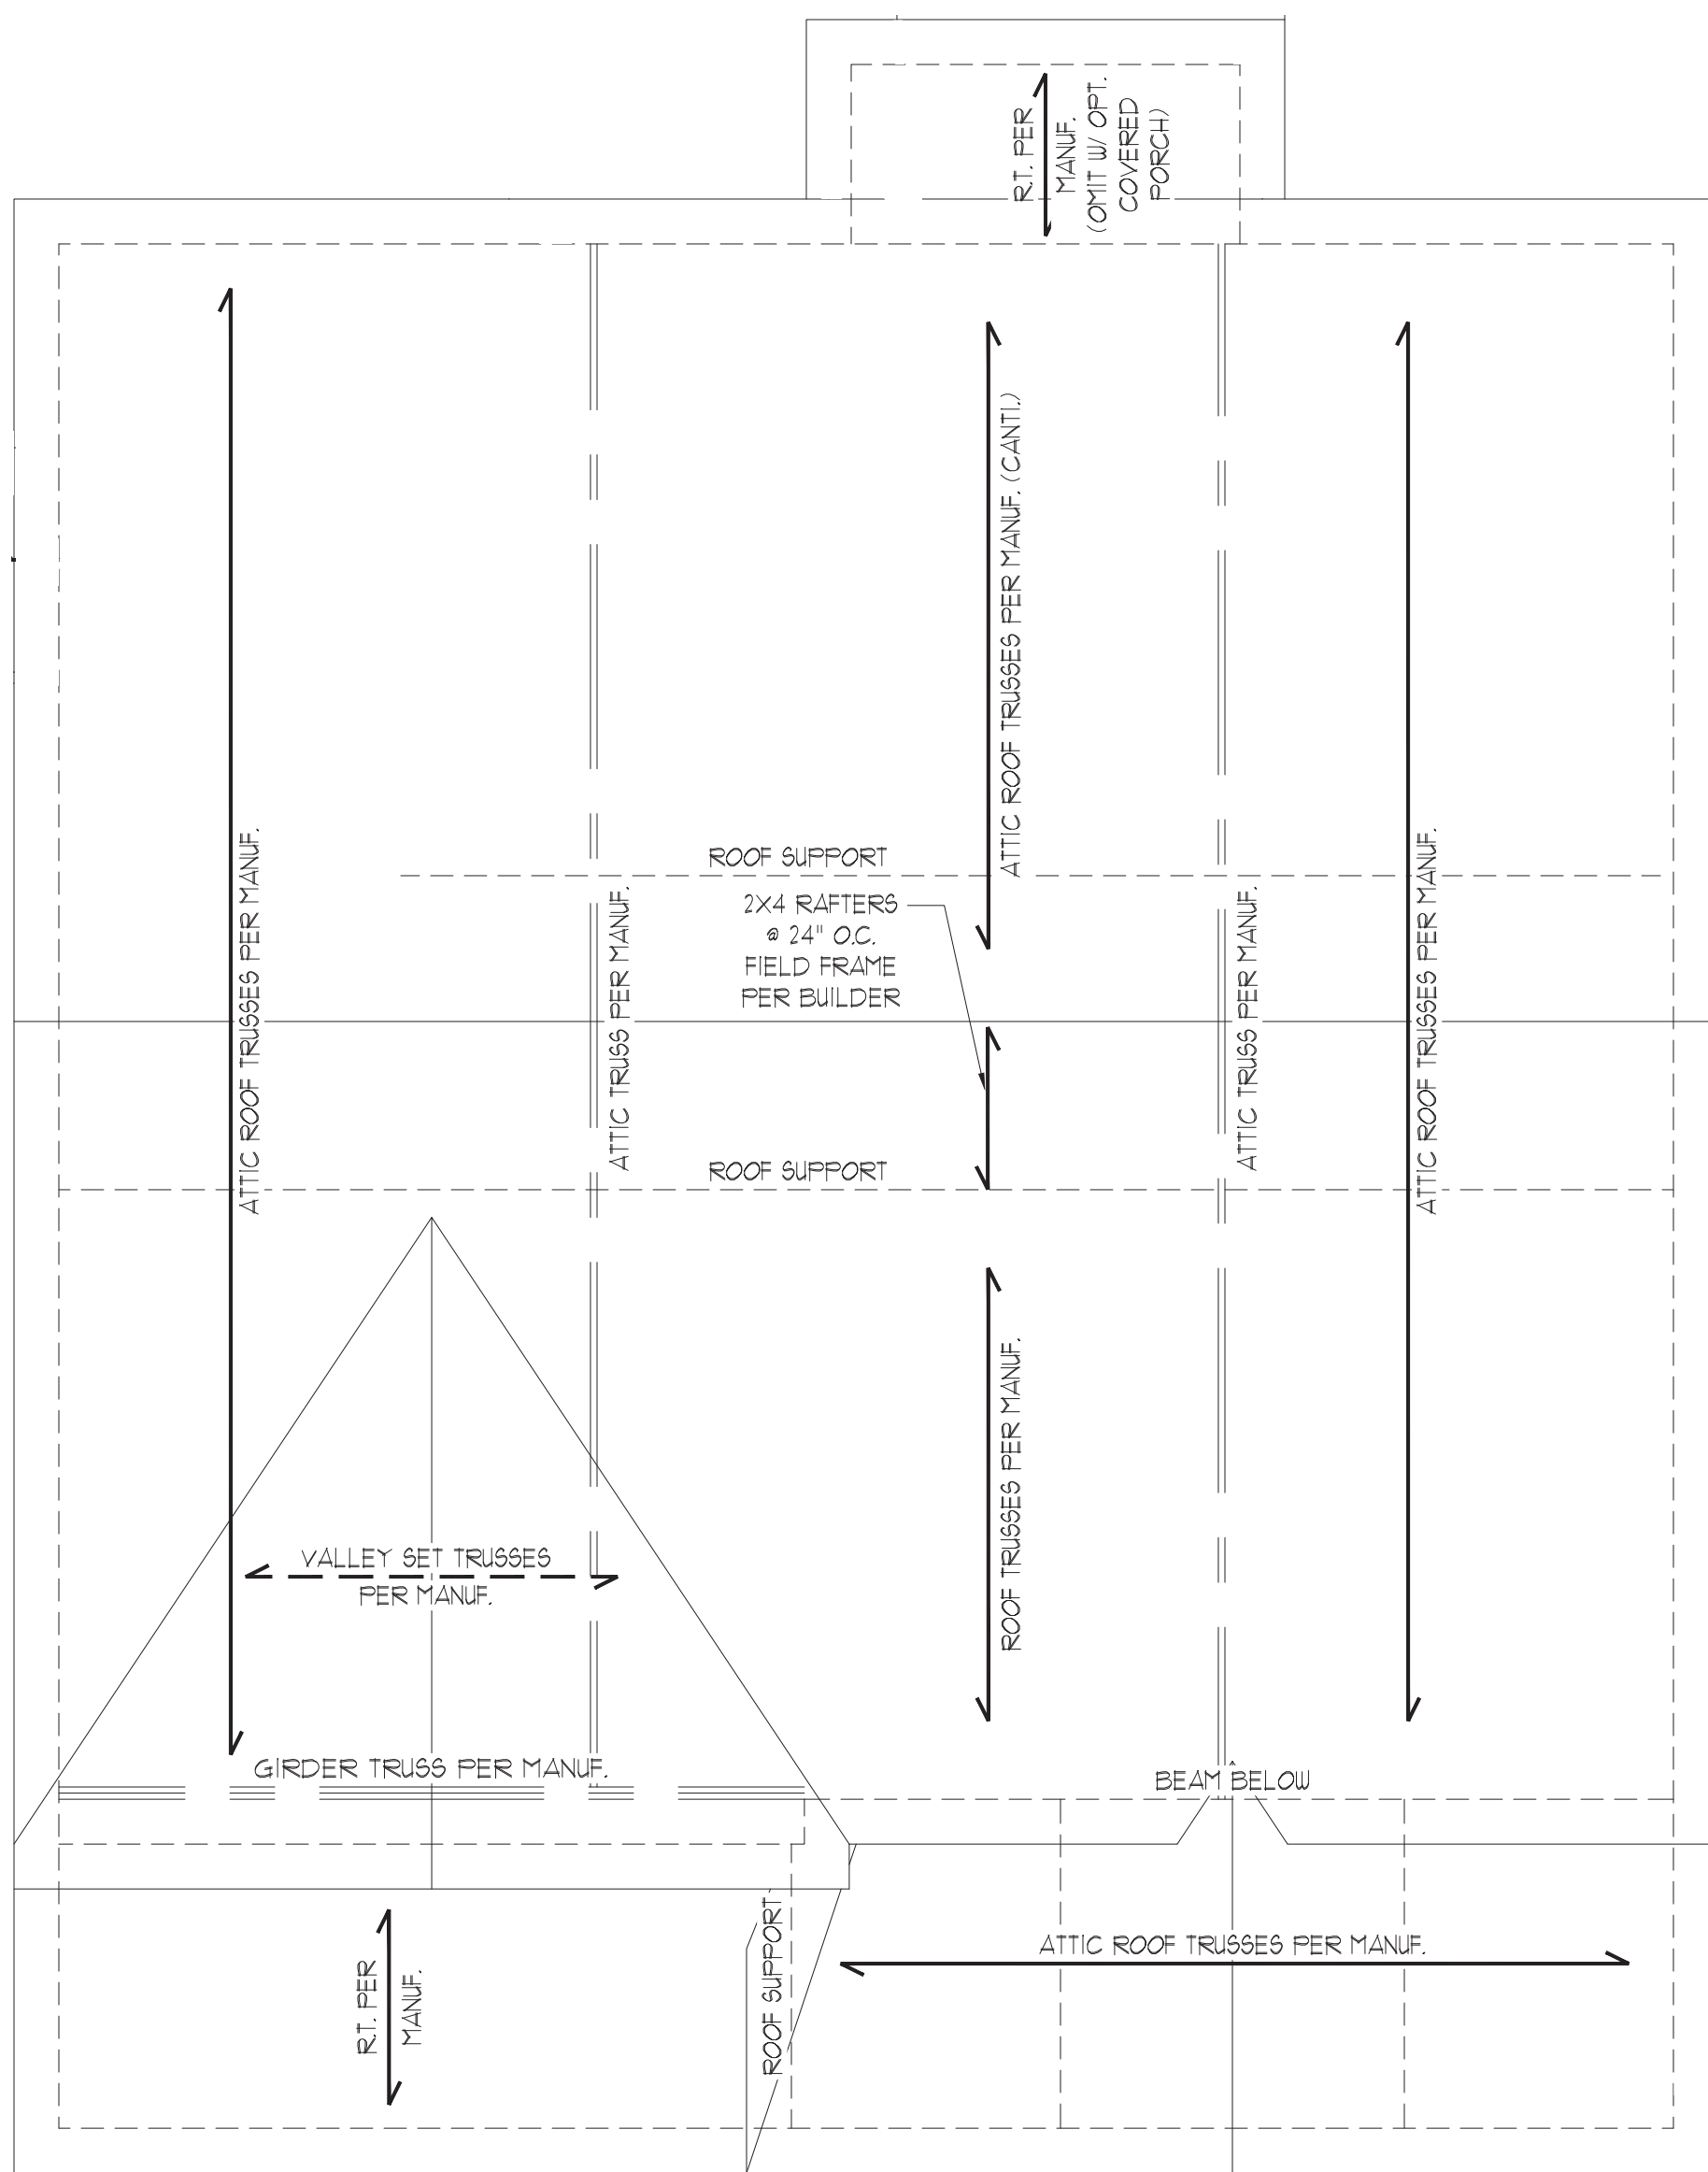 R.T. PER
MANUF.
(OMIT W/ OPT.
COVERED
PORCH)
ATTIC ROOF TRUSSES PER MANUF. (CANTI.)
ATTIC ROOF TRUSSES PER MANUF.
ROOF SUPPORT
2X4 RAFTERS
@ 24" O.C.
FIELD FRAME
PER BUILDER
ATTIC TRUSS PER MANUF.
ATTIC TRUSS PER MANUF.
ATTIC ROOF TRUSSES PER MANUF.
ROOF SUPPORT
ROOF TRUSSES PER MANUF.
VALLEY SET TRUSSES
PER MANUF.
GIRDER TRUSS PER MANUF.
BEAM BELOW
ROOF SUPPORT
ATTIC ROOF TRUSSES PER MANUF.
R.T. PER
MANUF.